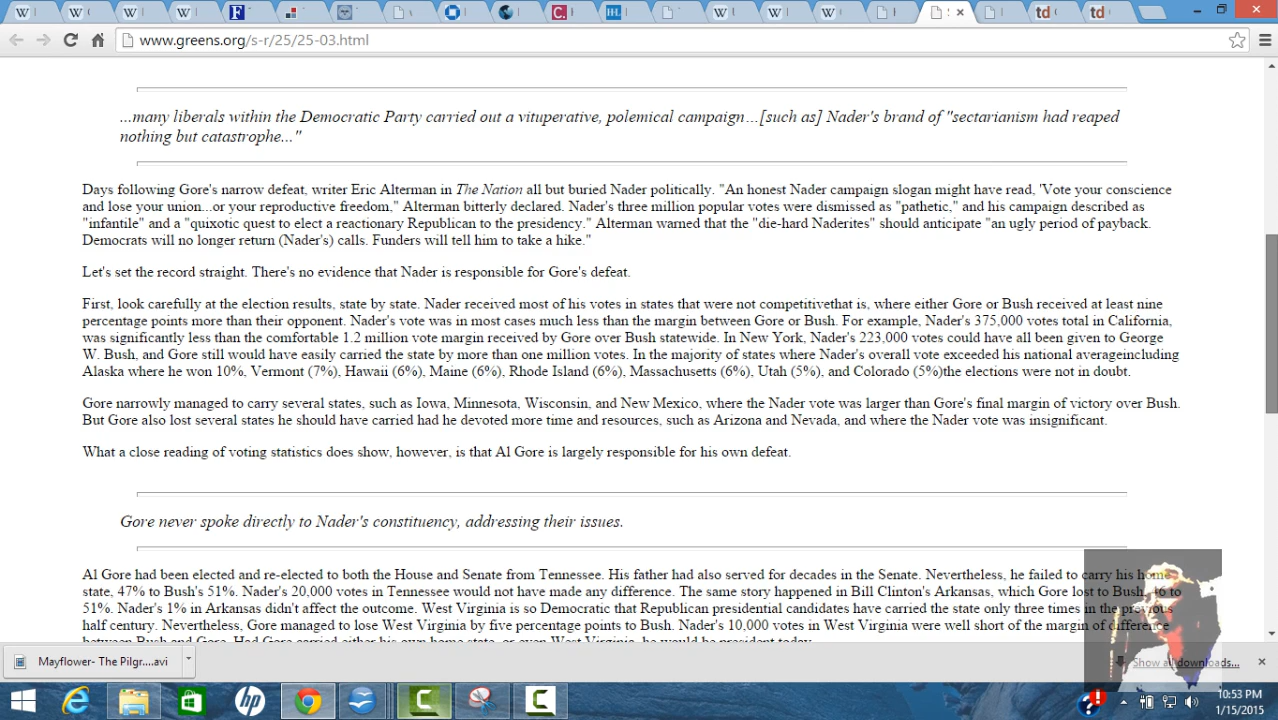 www.greens.org/s-r/25/25-03.html
...many liberals within the Democratic Party carried out a vituperative, polemical campaign…[such as] Nader's brand of "sectarianism had reaped
nothing but catastrophe..."
Days following Gore's narrow defeat, writer Eric Alterman in The Nation all but buried Nader politically. "An honest Nader campaign slogan might have read, 'Vote your conscience
and lose your union...or your reproductive freedom," Alterman bitterly declared. Nader's three million popular votes were dismissed as "pathetic," and his campaign described as
"infantile" and a "quixotic quest to elect a reactionary Republican to the presidency." Alterman warned that the "die-hard Naderites" should anticipate "an ugly period of payback.
Democrats will no longer return (Nader's) calls. Funders will tell him to take a hike."
Let's set the record straight. There's no evidence that Nader is responsible for Gore's defeat.
First, look carefully at the election results, state by state. Nader received most of his votes in states that were not competitivethat is, where either Gore or Bush received at least nine
percentage points more than their opponent. Nader's vote was in most cases much less than the margin between Gore or Bush. For example, Nader's 375,000 votes total in California,
was significantly less than the comfortable 1.2 million vote margin received by Gore over Bush statewide. In New York, Nader's 223,000 votes could have all been given to George
W. Bush, and Gore still would have easily carried the state by more than one million votes. In the majority of states where Nader's overall vote exceeded his national averageincluding
Alaska where he won 10%, Vermont (7%), Hawaii (6%), Maine (6%), Rhode Island (6%), Massachusetts (6%), Utah (5%), and Colorado (5%)the elections were not in doubt.
Gore narrowly managed to carry several states, such as Iowa, Minnesota, Wisconsin, and New Mexico, where the Nader vote was larger than Gore's final margin of victory over Bush.
But Gore also lost several states he should have carried had he devoted more time and resources, such as Arizona and Nevada, and where the Nader vote was insignificant.
What a close reading of voting statistics does show, however, is that Al Gore is largely responsible for his own defeat.
Gore never spoke directly to Nader's constituency, addressing their issues.
Al Gore had been elected and re-elected to both the House and Senate from Tennessee. His father had also served for decades in the Senate. Nevertheless, he failed to carry his home
state, 47% to Bush's 51%. Nader's 20,000 votes in Tennessee would not have made any difference. The same story happened in Bill Clinton's Arkansas, which Gore lost to Bush, to
51%. Nader's 1% in Arkansas didn't affect the outcome. West Virginia is so Democratic that Republican presidential candidates have carried the state only three times in the previous
half century. Nevertheless, Gore managed to lose West Virginia by five percentage points to Bush. Nader's 10,000 votes in West Virginia were well short of the margin of difference
between Bush and Gore. Had Gore carried either his own home state, or even West Virginia, he would be president today.
Mayflower- The Pilgr....avi
Show all downloads...
10:53 PM
1/15/2015